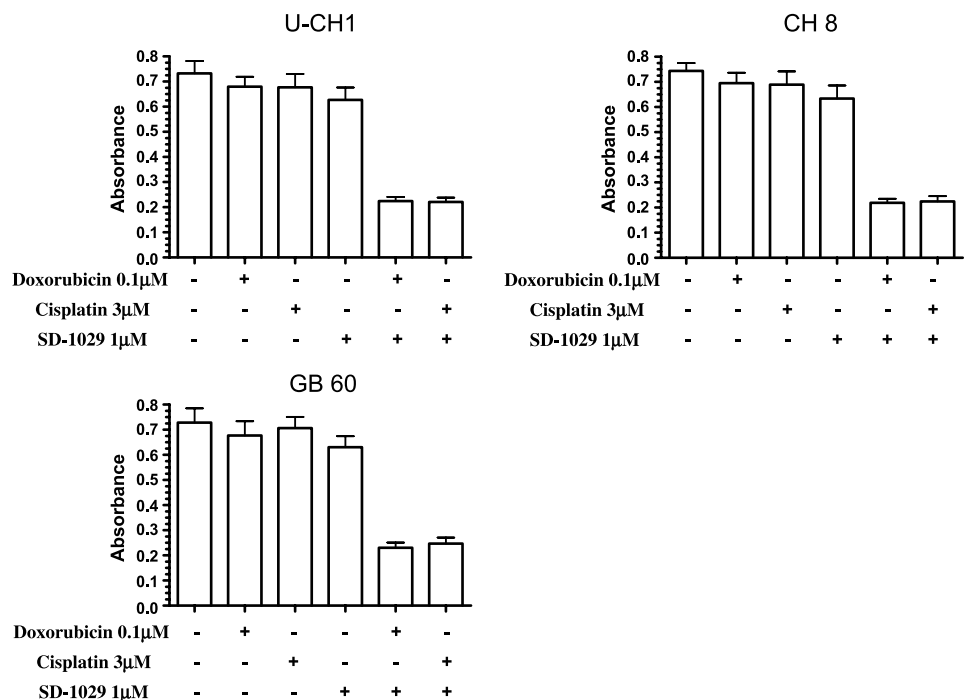 U-CH1
0.8
0.7
0.6
0.5
0.4
0.3
0.2
0.1
0.0
Absorbance
Doxorubicin 0.1μM - + - - + -
Cisplatin 3μM - - + - - +
SD-1029 1μM - - - + + +
CH 8
0.8
0.7
0.6
0.5
0.4
0.3
0.2
0.1
0.0
Absorbance
Doxorubicin 0.1μM - + - - + -
Cisplatin 3μM - - + - - +
SD-1029 1μM - - - + + +
GB 60
0.8
0.7
0.6
0.5
0.4
0.3
0.2
0.1
0.0
Absorbance
Doxorubicin 0.1μM - + - - + -
Cisplatin 3μM - - + - - +
SD-1029 1μM - - - + + +